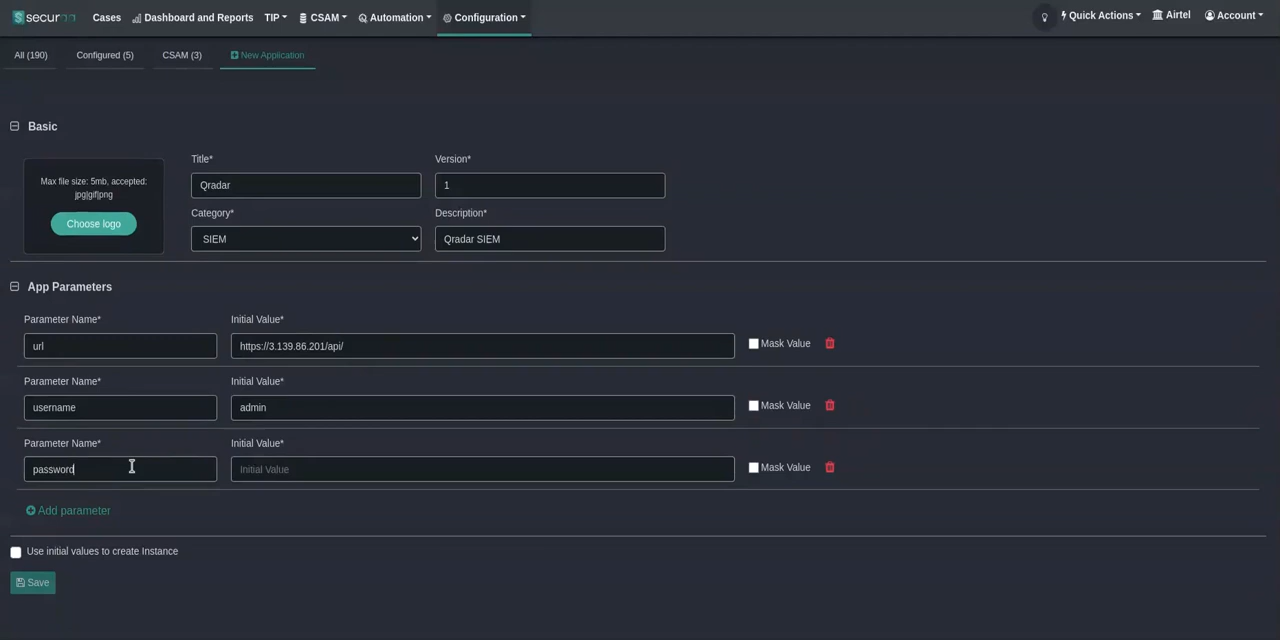 securaa Cases Dashboard and Reports TIP CSAM Automation Configuration Quick Actions Airtel Account
All (190) Configured (5) CSAM (3) New Application
Basic
Max file size: 5mb, accepted:
jpg|gif|png
Choose logo
Title* Version*
Qradar 1
Category* Description*
SIEM Qradar SIEM
App Parameters
Parameter Name* Initial Value*
url https://3.139.86.201/api/ Mask Value
Parameter Name* Initial Value*
username admin Mask Value
Parameter Name* Initial Value*
password Initial Value Mask Value
Add parameter
Use initial values to create Instance
Save